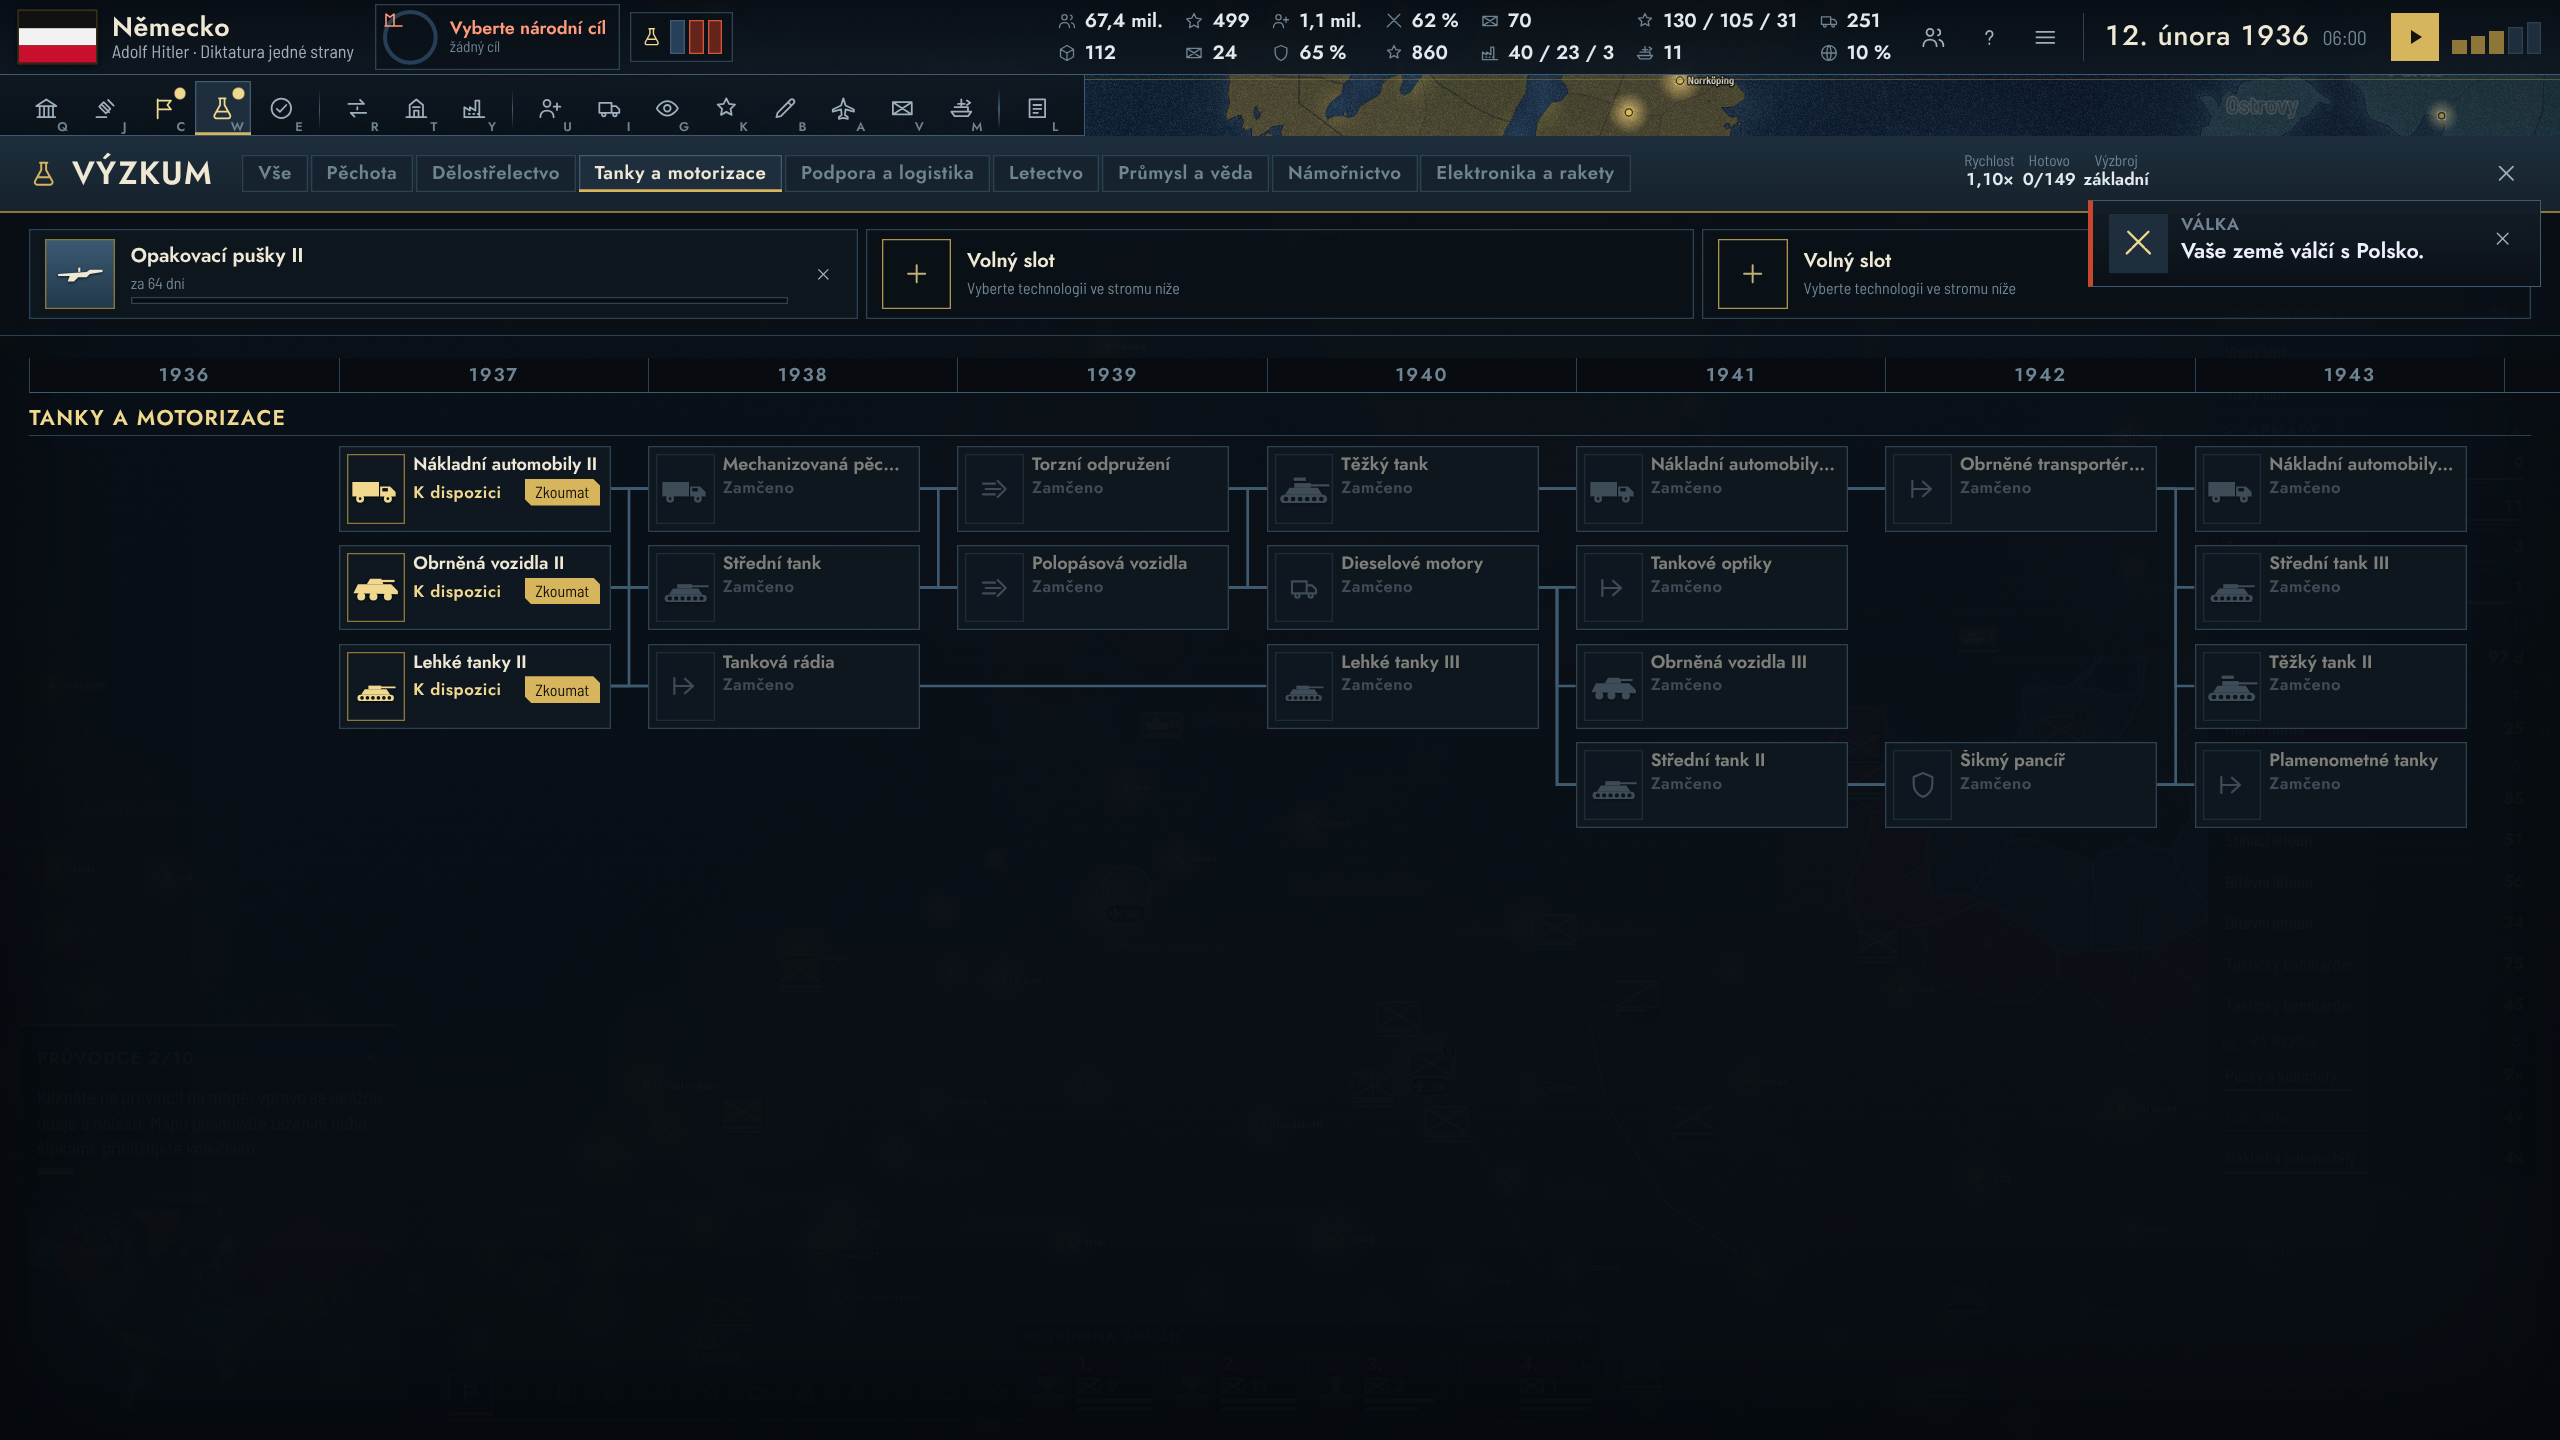 Německo
Adolf Hitler · Diktatura jedné strany
Vyberte národní cíl
žádný cíl
67,4 mil. 499 1,1 mil. 62 % 70 130 / 105 / 31 251
112 24 65 % 860 40 / 23 / 3 11 10 %
12. února 1936 06:00
Q J C W E R T Y U I G K B A V M L
Norrköping
Ostrovy
VÝZKUM
Vše Pěchota Dělostřelectvo Tanky a motorizace Podpora a logistika Letectvo Průmysl a věda Námořnictvo Elektronika a rakety
Rychlost Hotovo Výzbroj
1,10× 0/149 základní
VÁLKA
Vaše země válčí s Polsko.
Opakovací pušky II
za 64 dní
Volný slot
Vyberte technologii ve stromu níže
Volný slot
Vyberte technologii ve stromu níže
1936 1937 1938 1939 1940 1941 1942 1943
TANKY A MOTORIZACE
Nákladní automobily II
K dispozici Zkoumat
Mechanizovaná pěc...
Zamčeno
Torzní odpružení
Zamčeno
Těžký tank
Zamčeno
Nákladní automobily...
Zamčeno
Obrněné transportér...
Zamčeno
Nákladní automobily...
Zamčeno
Obrněná vozidla II
K dispozici Zkoumat
Střední tank
Zamčeno
Polopásová vozidla
Zamčeno
Dieselové motory
Zamčeno
Tankové optiky
Zamčeno
Střední tank III
Zamčeno
Lehké tanky II
K dispozici Zkoumat
Tanková rádia
Zamčeno
Lehké tanky III
Zamčeno
Obrněná vozidla III
Zamčeno
Těžký tank II
Zamčeno
Střední tank II
Zamčeno
Šikmý pancíř
Zamčeno
Plamenometné tanky
Zamčeno
PRŮVODCE 2/10